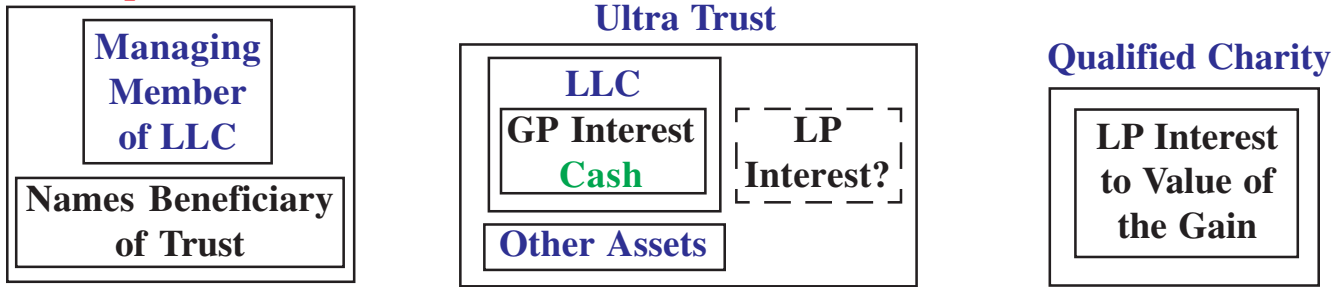 Managing
Member
of LLC
Names Beneficiary
of Trust
Ultra Trust
LLC
GP Interest
Cash
LP
Interest?
Other Assets
Qualified Charity
LP Interest
to Value of
the Gain